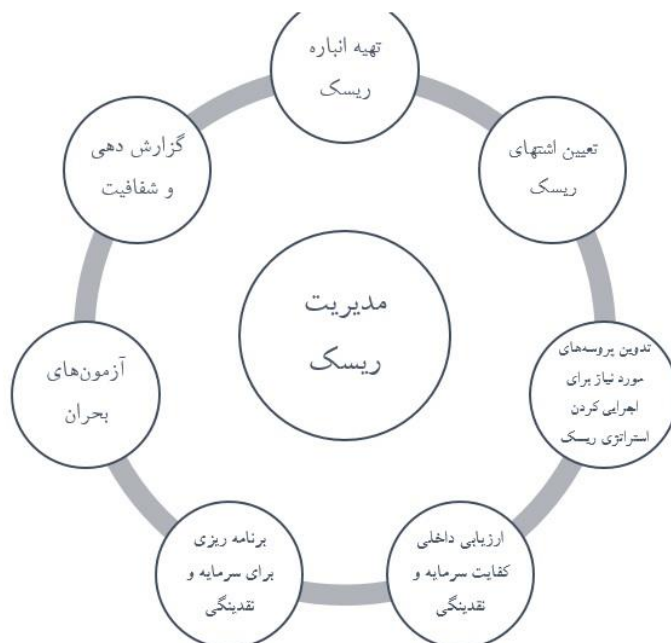 تهیه انباره
ریسک
تعیین اشتهای
ریسک
تدوین پروسه‌های
مورد نیاز برای
اجرایی کردن
استراتژی ریسک
ارزیابی داخلی
کفایت سرمایه و
نقدینگی
برنامه ریزی
برای سرمایه و
نقدینگی
آزمون‌های
بحران
گزارش دهی
و شفافیت
مدیریت
ریسک